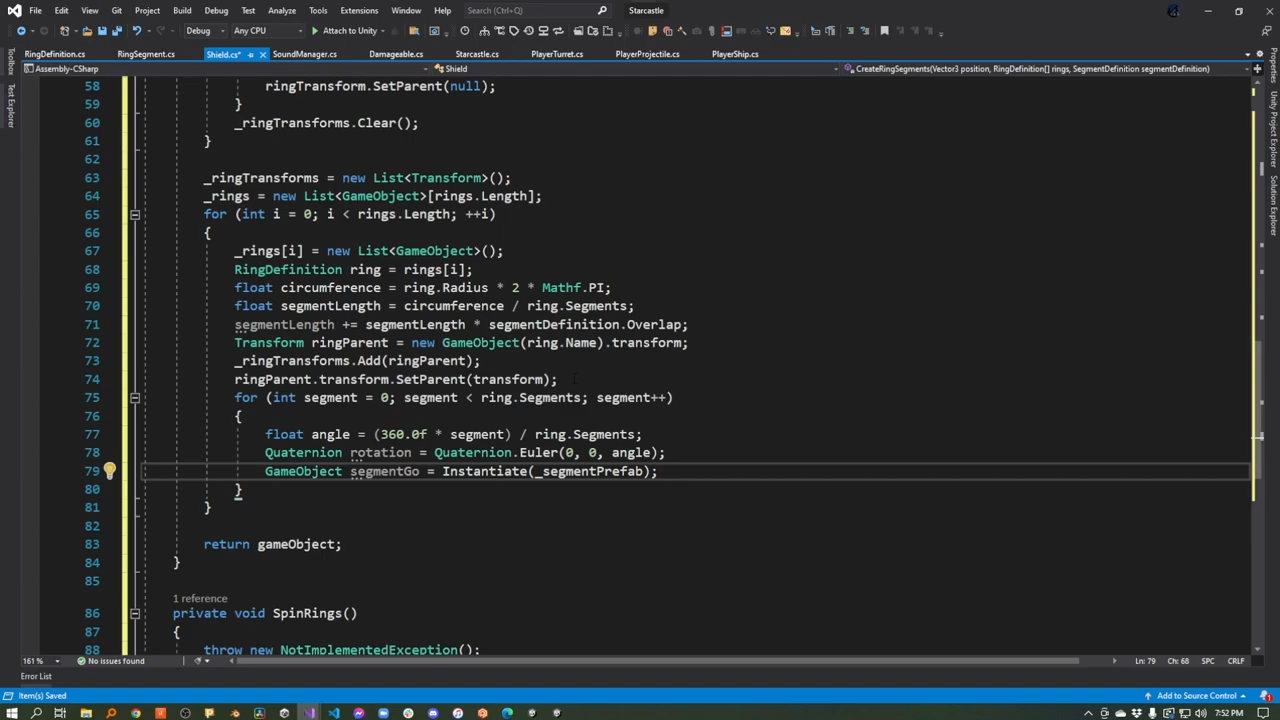 File Edit View Git Project Build Debug Test Analyze Tools Extensions Window Help Search (Ctrl+Q) Starcastle
Debug Any CPU Attach to Unity
RingDefinition.cs RingSegment.cs Shield.cs* SoundManager.cs Damageable.cs Starcastle.cs PlayerTurret.cs PlayerProjectile.cs PlayerShip.cs
Assembly-CSharp Shield CreateRingSegments(Vector3 position, RingDefinition[] rings, SegmentDefinition segmentDefinition)
Toolbox
Test Explorer
Properties
Unity Project Explorer
Solution Explorer
58 ringTransform.SetParent(null);
59 }
60 _ringTransforms.Clear();
61 }
62
63 _ringTransforms = new List<Transform>();
64 _rings = new List<GameObject>[rings.Length];
65 for (int i = 0; i < rings.Length; ++i)
66 {
67 _rings[i] = new List<GameObject>();
68 RingDefinition ring = rings[i];
69 float circumference = ring.Radius * 2 * Mathf.PI;
70 float segmentLength = circumference / ring.Segments;
71 segmentLength += segmentLength * segmentDefinition.Overlap;
72 Transform ringParent = new GameObject(ring.Name).transform;
73 _ringTransforms.Add(ringParent);
74 ringParent.transform.SetParent(transform);
75 for (int segment = 0; segment < ring.Segments; segment++)
76 {
77 float angle = (360.0f * segment) / ring.Segments;
78 Quaternion rotation = Quaternion.Euler(0, 0, angle);
79 GameObject segmentGo = Instantiate(_segmentPrefab);
80 }
81 }
82
83 return gameObject;
84 }
85
1 reference
86 private void SpinRings()
87 {
88 throw new NotImplementedException();
161 % No issues found Ln: 79 Ch: 68 SPC CRLF
Error List
Item(s) Saved Add to Source Control
7:52 PM